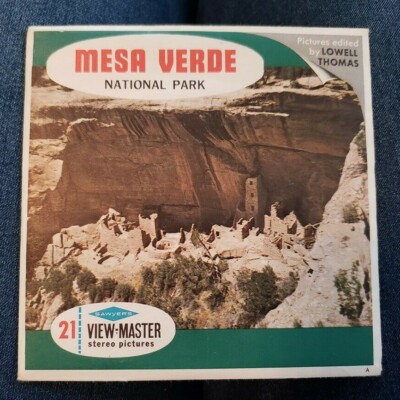 MESA VERDE
NATIONAL PARK
Pictures edited
by LOWELL
THOMAS
21
SAWYER'S
VIEW-MASTER
stereo pictures
A